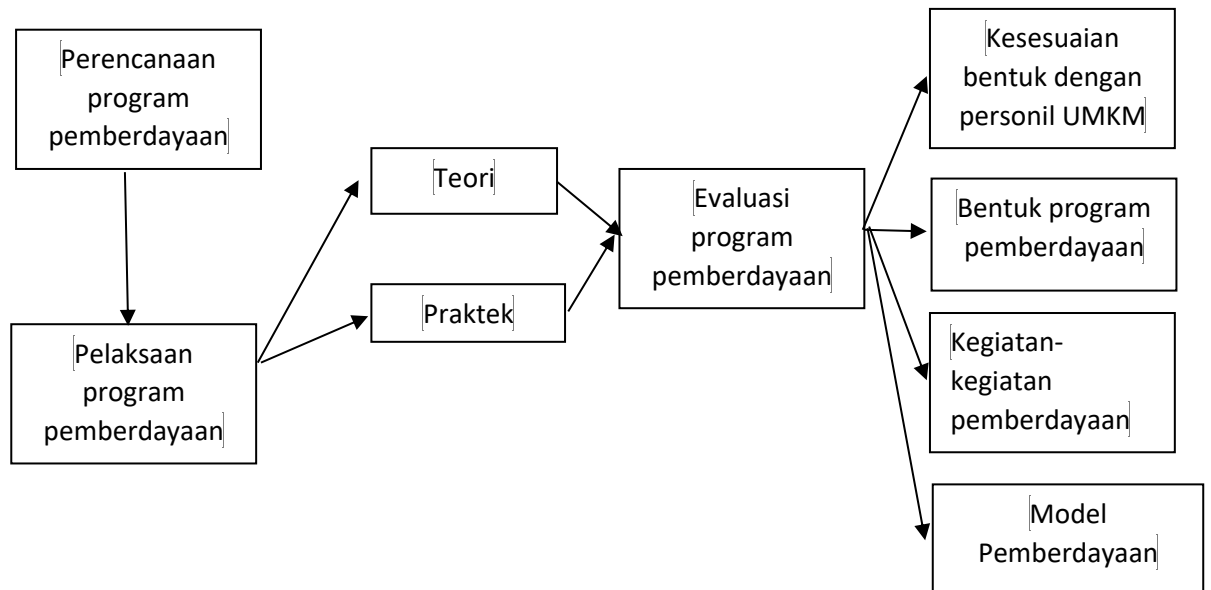 Perencanaan
program
pemberdayaan
Pelaksaan
program
pemberdayaan
Teori
Praktek
Evaluasi
program
pemberdayaan
Kesesuaian
bentuk dengan
personil UMKM
Bentuk program
pemberdayaan
Kegiatan-
kegiatan
pemberdayaan
Model
Pemberdayaan